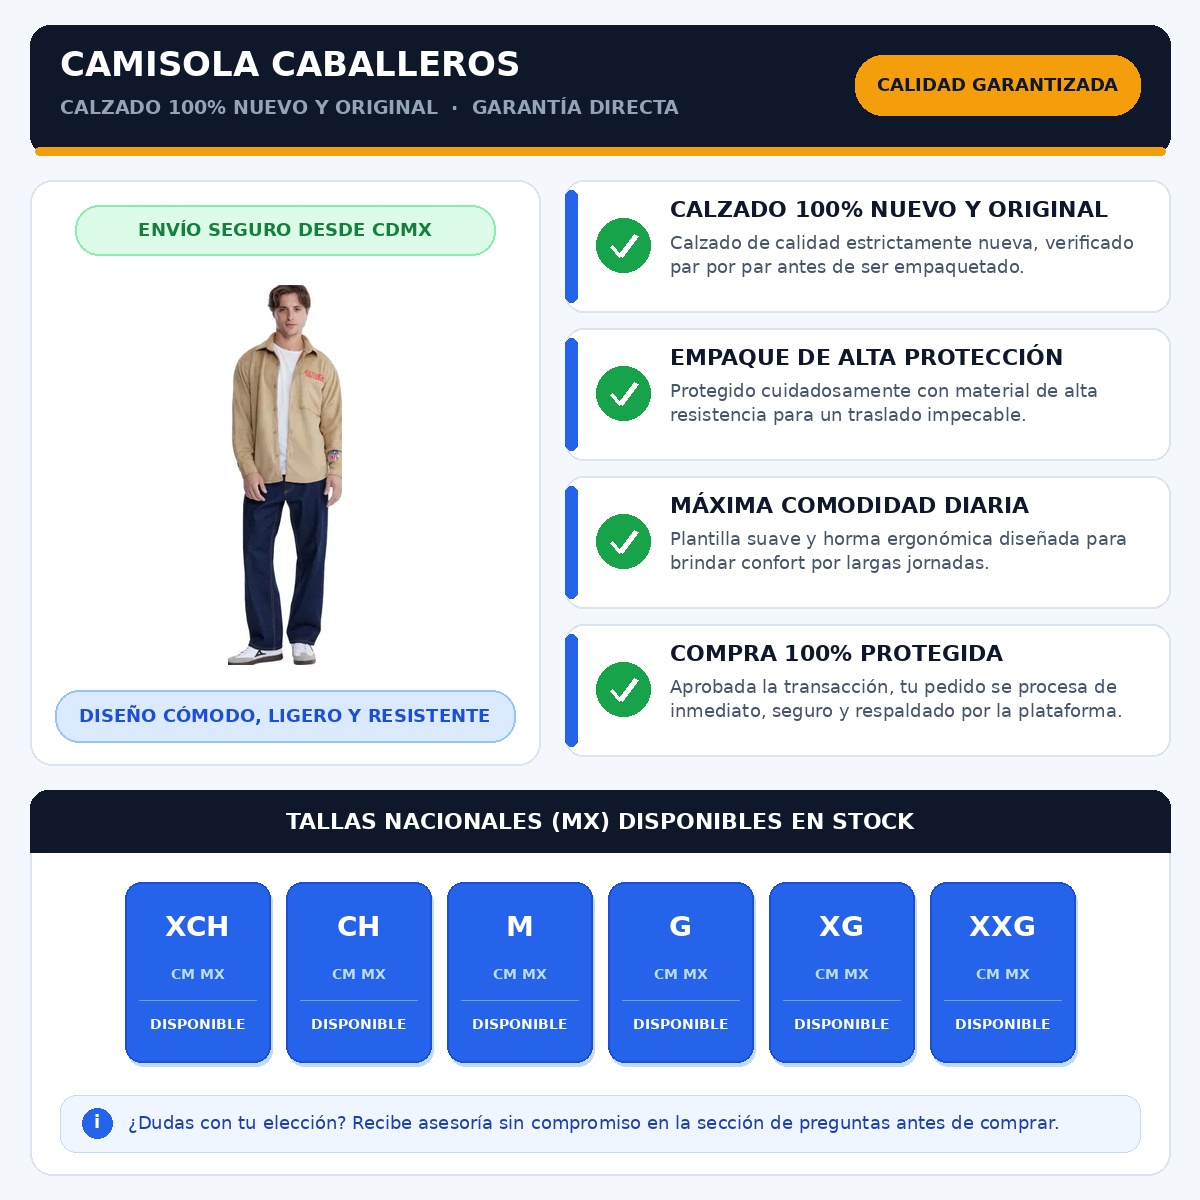 CAMISOLA CABALLEROS
CALZADO 100% NUEVO Y ORIGINAL · GARANTÍA DIRECTA
CALIDAD GARANTIZADA
ENVÍO SEGURO DESDE CDMX
DISEÑO CÓMODO, LIGERO Y RESISTENTE
CALZADO 100% NUEVO Y ORIGINAL
Calzado de calidad estrictamente nueva, verificado
par por par antes de ser empaquetado.
EMPAQUE DE ALTA PROTECCIÓN
Protegido cuidadosamente con material de alta
resistencia para un traslado impecable.
MÁXIMA COMODIDAD DIARIA
Plantilla suave y horma ergonómica diseñada para
brindar confort por largas jornadas.
COMPRA 100% PROTEGIDA
Aprobada la transacción, tu pedido se procesa de
inmediato, seguro y respaldado por la plataforma.
TALLAS NACIONALES (MX) DISPONIBLES EN STOCK
XCH CH M G XG XXG
CM MX CM MX CM MX CM MX CM MX CM MX
DISPONIBLE DISPONIBLE DISPONIBLE DISPONIBLE DISPONIBLE DISPONIBLE
i ¿Dudas con tu elección? Recibe asesoría sin compromiso en la sección de preguntas antes de comprar.